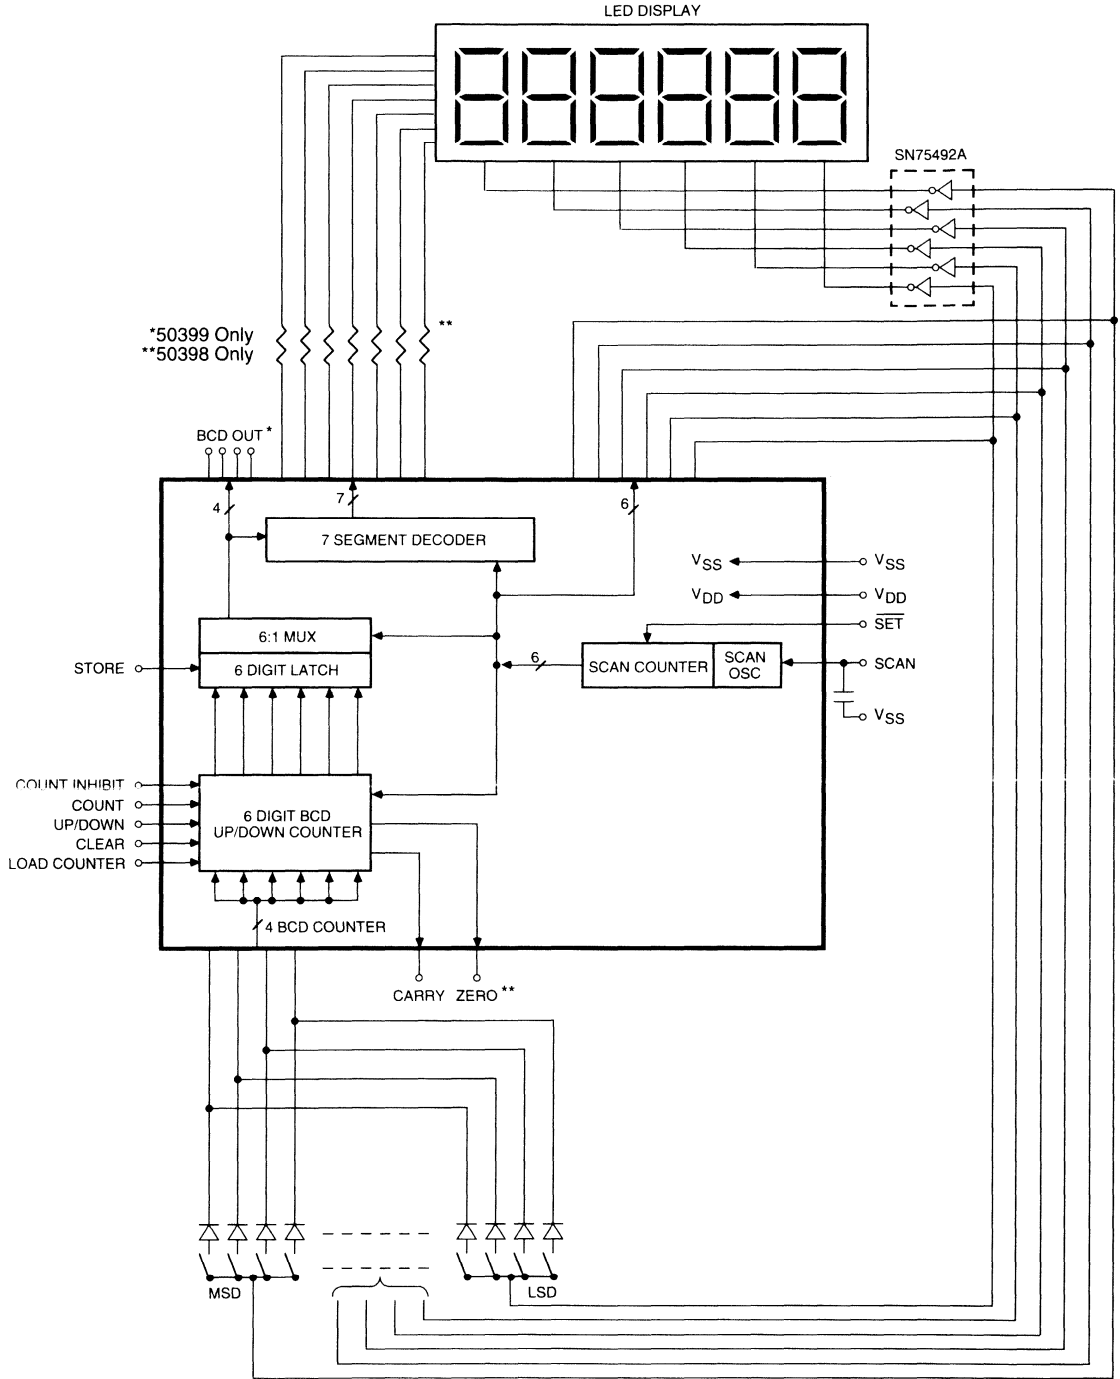 LED DISPLAY
SN75492A
*50399 Only
**50398 Only
**
BCD OUT *
4
7
6
7 SEGMENT DECODER
VSS
VSS
VDD
VDD
SET
6:1 MUX
6 DIGIT LATCH
STORE
6
SCAN COUNTER
SCAN
OSC
SCAN
VSS
COUNT INHIBIT
COUNT
UP/DOWN
CLEAR
LOAD COUNTER
6 DIGIT BCD
UP/DOWN COUNTER
4 BCD COUNTER
CARRY
ZERO **
MSD
LSD